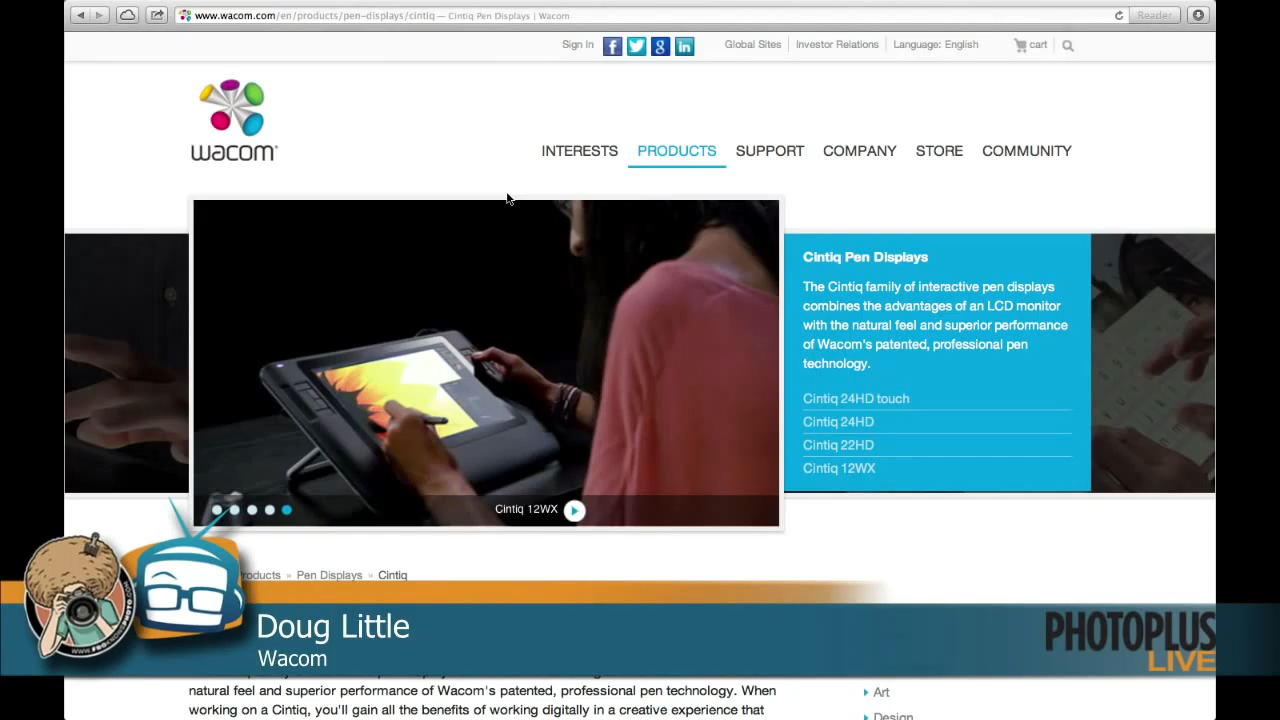 www.wacom.com/en/products/pen-displays/cintiq — Cintiq Pen Displays | Wacom
Reader
Sign In
Global Sites
Investor Relations
Language: English
cart
wacom
INTERESTS
PRODUCTS
SUPPORT
COMPANY
STORE
COMMUNITY
Cintiq Pen Displays
The Cintiq family of interactive pen displays
combines the advantages of an LCD monitor
with the natural feel and superior performance
of Wacom's patented, professional pen
technology.
Cintiq 24HD touch
Cintiq 24HD
Cintiq 22HD
Cintiq 12WX
Cintiq 12WX
Pen Displays » Cintiq
Doug Little
Wacom
PHOTOPLUS
LIVE
natural feel and superior performance of Wacom's patented, professional pen technology. When
working on a Cintiq, you'll gain all the benefits of working digitally in a creative experience that
Art
Design